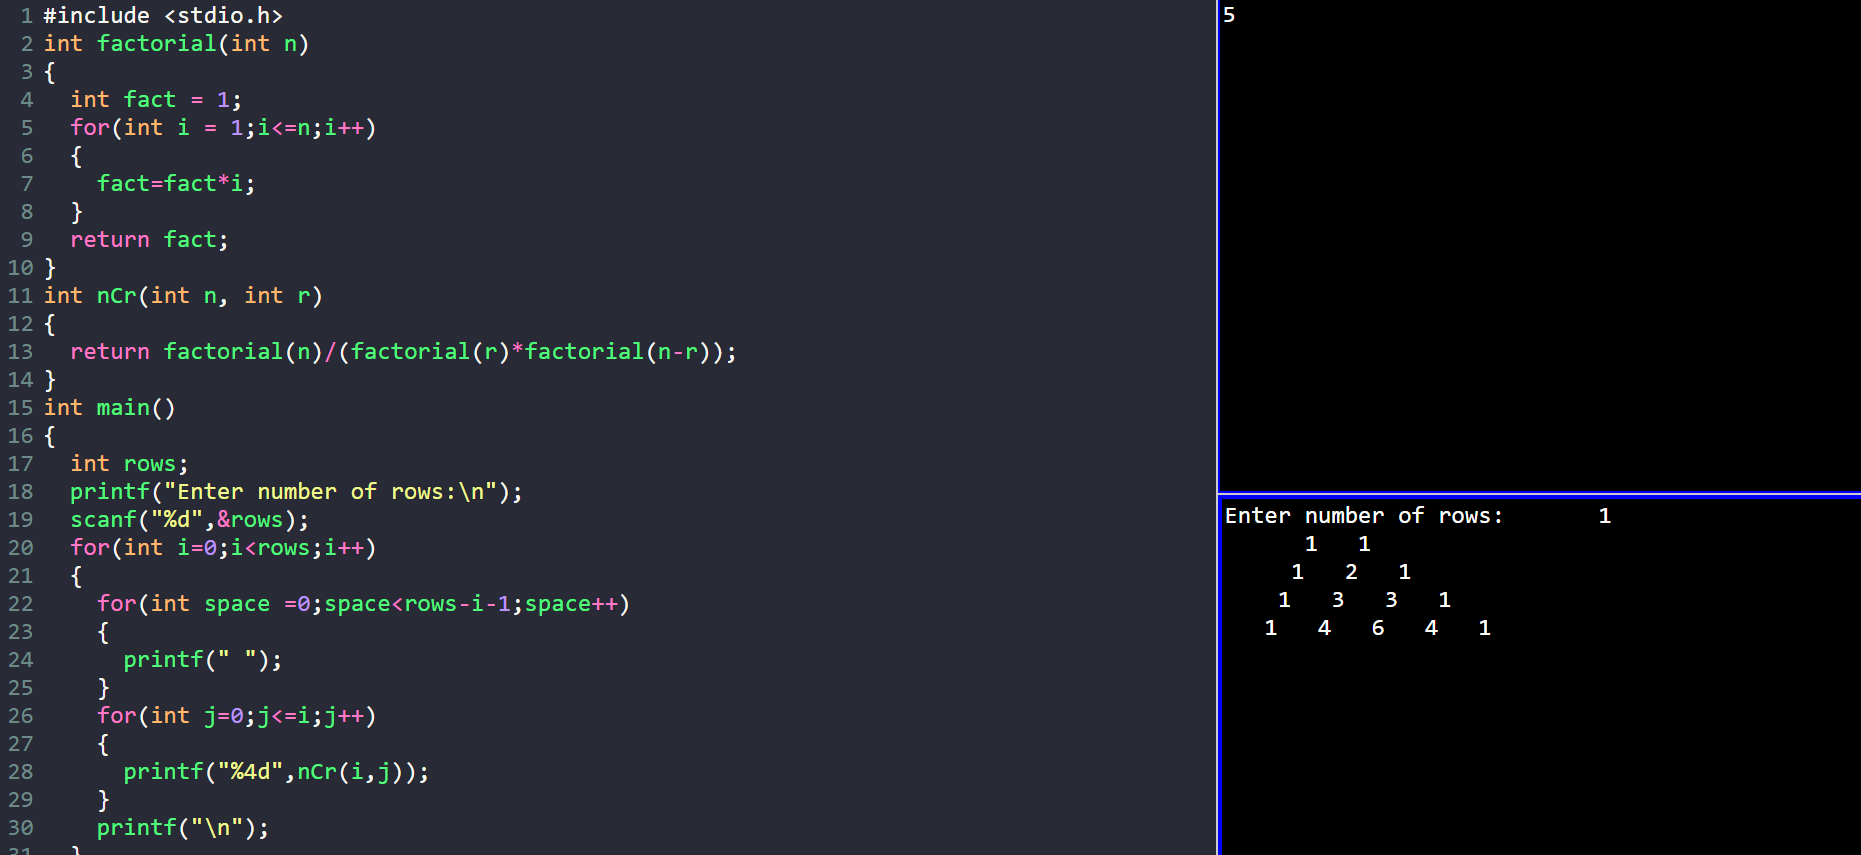 1 #include <stdio.h>
2 int factorial(int n)
3 {
4   int fact = 1;
5   for(int i = 1;i<=n;i++)
6   {
7     fact=fact*i;
8   }
9   return fact;
10 }
11 int nCr(int n, int r)
12 {
13   return factorial(n)/(factorial(r)*factorial(n-r));
14 }
15 int main()
16 {
17   int rows;
18   printf("Enter number of rows:\n");
19   scanf("%d",&rows);
20   for(int i=0;i<rows;i++)
21   {
22     for(int space =0;space<rows-i-1;space++)
23     {
24       printf(" ");
25     }
26     for(int j=0;j<=i;j++)
27     {
28       printf("%4d",nCr(i,j));
29     }
30     printf("\n");
31   }
5
Enter number of rows:       1
      1   1
     1   2   1
    1   3   3   1
   1   4   6   4   1